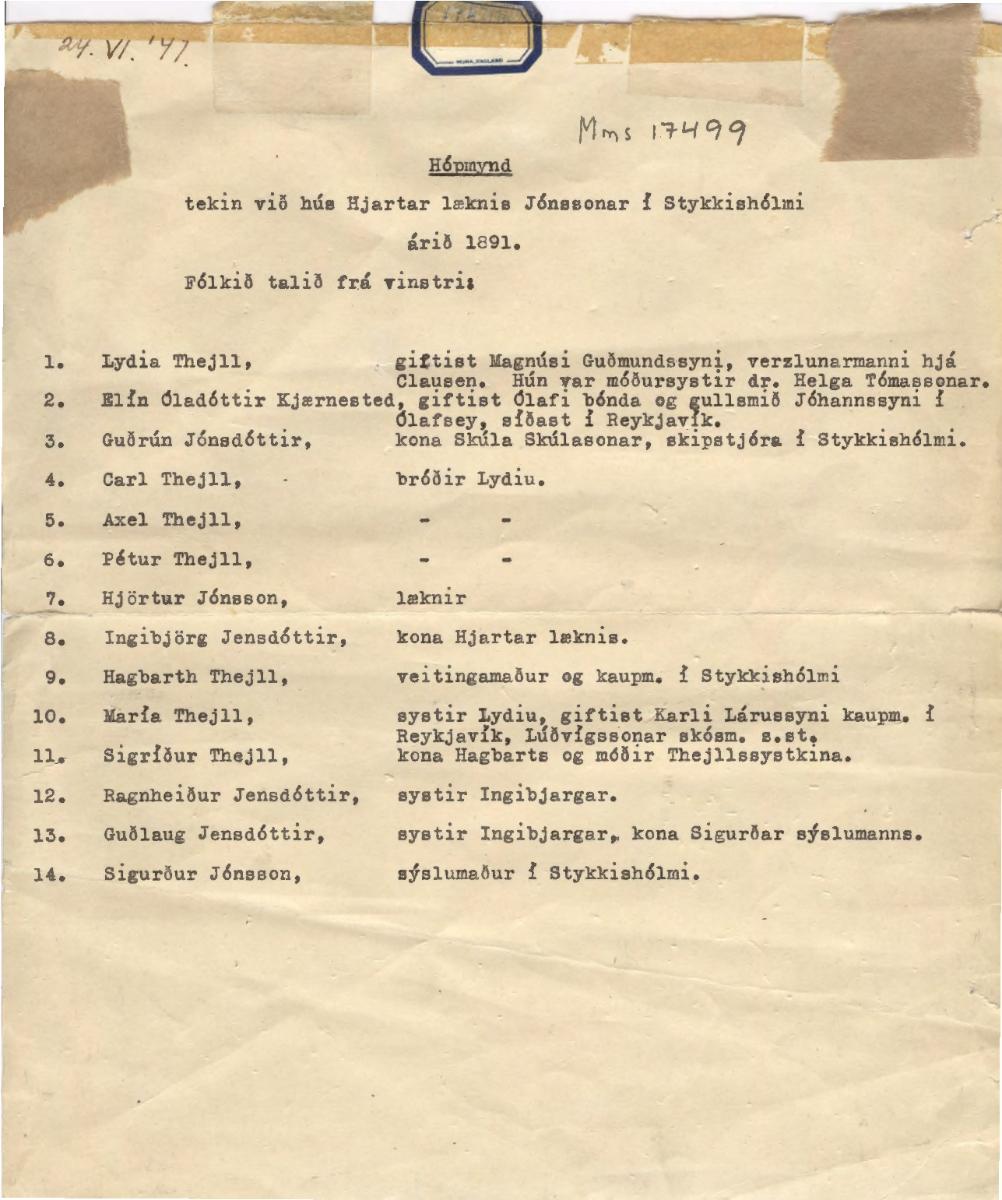 24. VI. '47.
Mms 17499
Hópmynd
tekin við hús Hjartar læknis Jónssonar í Stykkishólmi
árið 1891.
Fólkið talið frá vinstri:
1. Lydia Thejll, giftist Magnúsi Guðmundssyni, verzlunarmanni hjá
Clausen. Hún var móðursystir dr. Helga Tómassonar.
2. Elín Óladóttir Kjærnested, giftist Ólafi bónda og gullsmið Jóhannssyni í
Ólafsey, síðast í Reykjavík.
3. Guðrún Jónsdóttir, kona Skúla Skúlasonar, skipstjóra í Stykkishólmi.
4. Carl Thejll, bróðir Lydiu.
5. Axel Thejll, - -
6. Pétur Thejll, - -
7. Hjörtur Jónsson, læknir
8. Ingibjörg Jensdóttir, kona Hjartar læknis.
9. Hagbarth Thejll, veitingamaður og kaupm. í Stykkishólmi
10. María Thejll, systir Lydiu, giftist Karli Lárussyni kaupm. í
Reykjavík, Lúðvígssonar skósm. s.st.
11. Sigríður Thejll, kona Hagbarts og móðir Thejllssystkina.
12. Ragnheiður Jensdóttir, systir Ingibjargar.
13. Guðlaug Jensdóttir, systir Ingibjargar, kona Sigurðar sýslumanns.
14. Sigurður Jónsson, sýslumaður í Stykkishólmi.